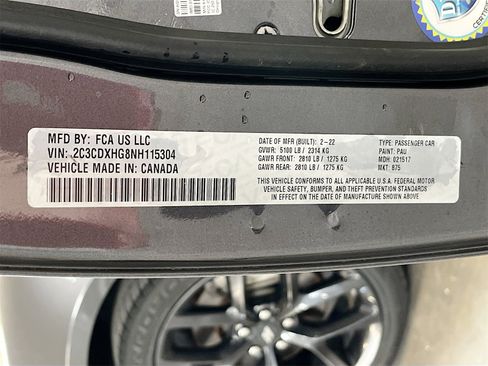 MFD BY: FCA US LLC
VIN: 2C3CDXHG8NH115304
VEHICLE MADE IN: CANADA
DATE OF MFR (BUILT): 2-22
GVWR: 5100 LB / 2314 KG
GAWR FRONT: 2810 LB / 1275 KG
GAWR REAR: 2810 LB / 1275 KG
TYPE: PASSENGER CAR
PAINT: PAU
MDH: 021517
MKT: 875
THIS VEHICLE CONFORMS TO ALL APPLICABLE U.S.A. FEDERAL MOTOR
VEHICLE SAFETY, BUMPER, AND THEFT PREVENTION STANDARDS IN
EFFECT ON THE DATE OF MANUFACTURE SHOWN ABOVE.